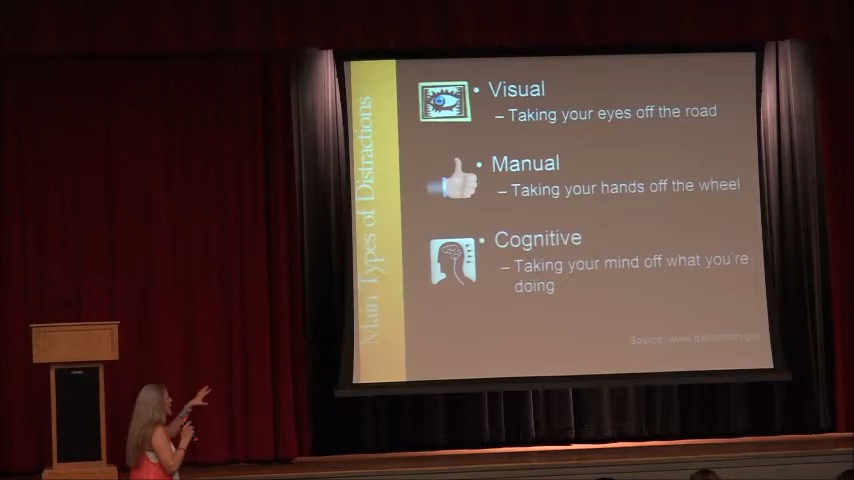 Main Types of Distractions
• Visual
– Taking your eyes off the road
• Manual
– Taking your hands off the wheel
• Cognitive
– Taking your mind off what you're
doing
Source: